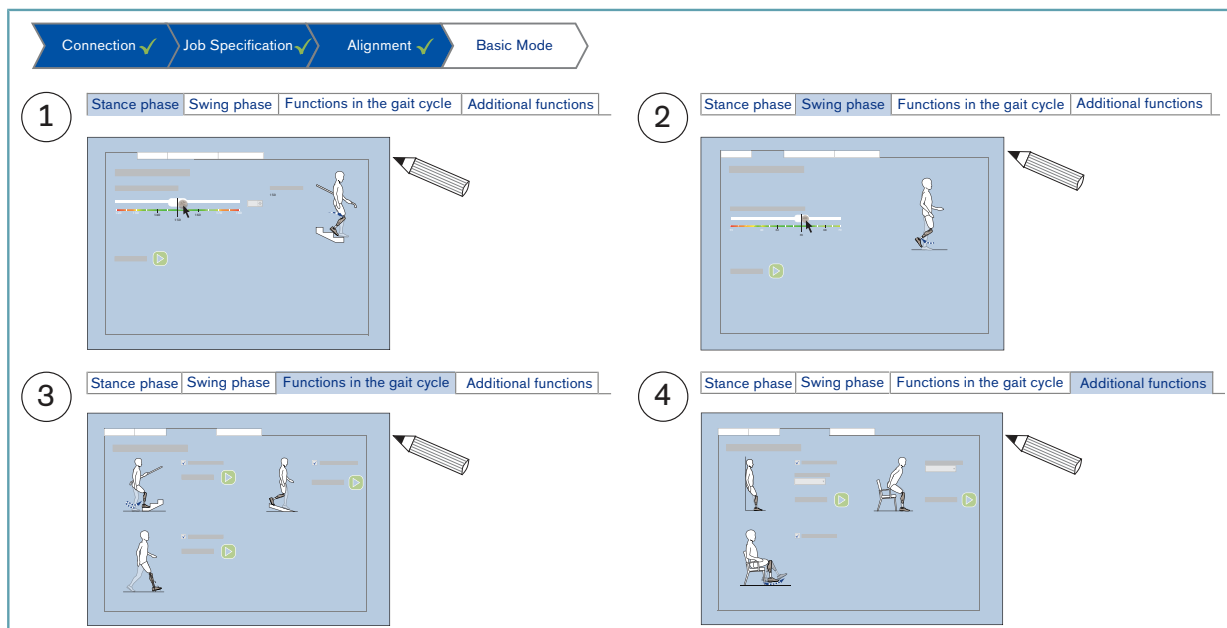 Connection Job Specification Alignment Basic Mode
1
Stance phase Swing phase Functions in the gait cycle Additional functions
2
Stance phase Swing phase Functions in the gait cycle Additional functions
3
Stance phase Swing phase Functions in the gait cycle Additional functions
4
Stance phase Swing phase Functions in the gait cycle Additional functions